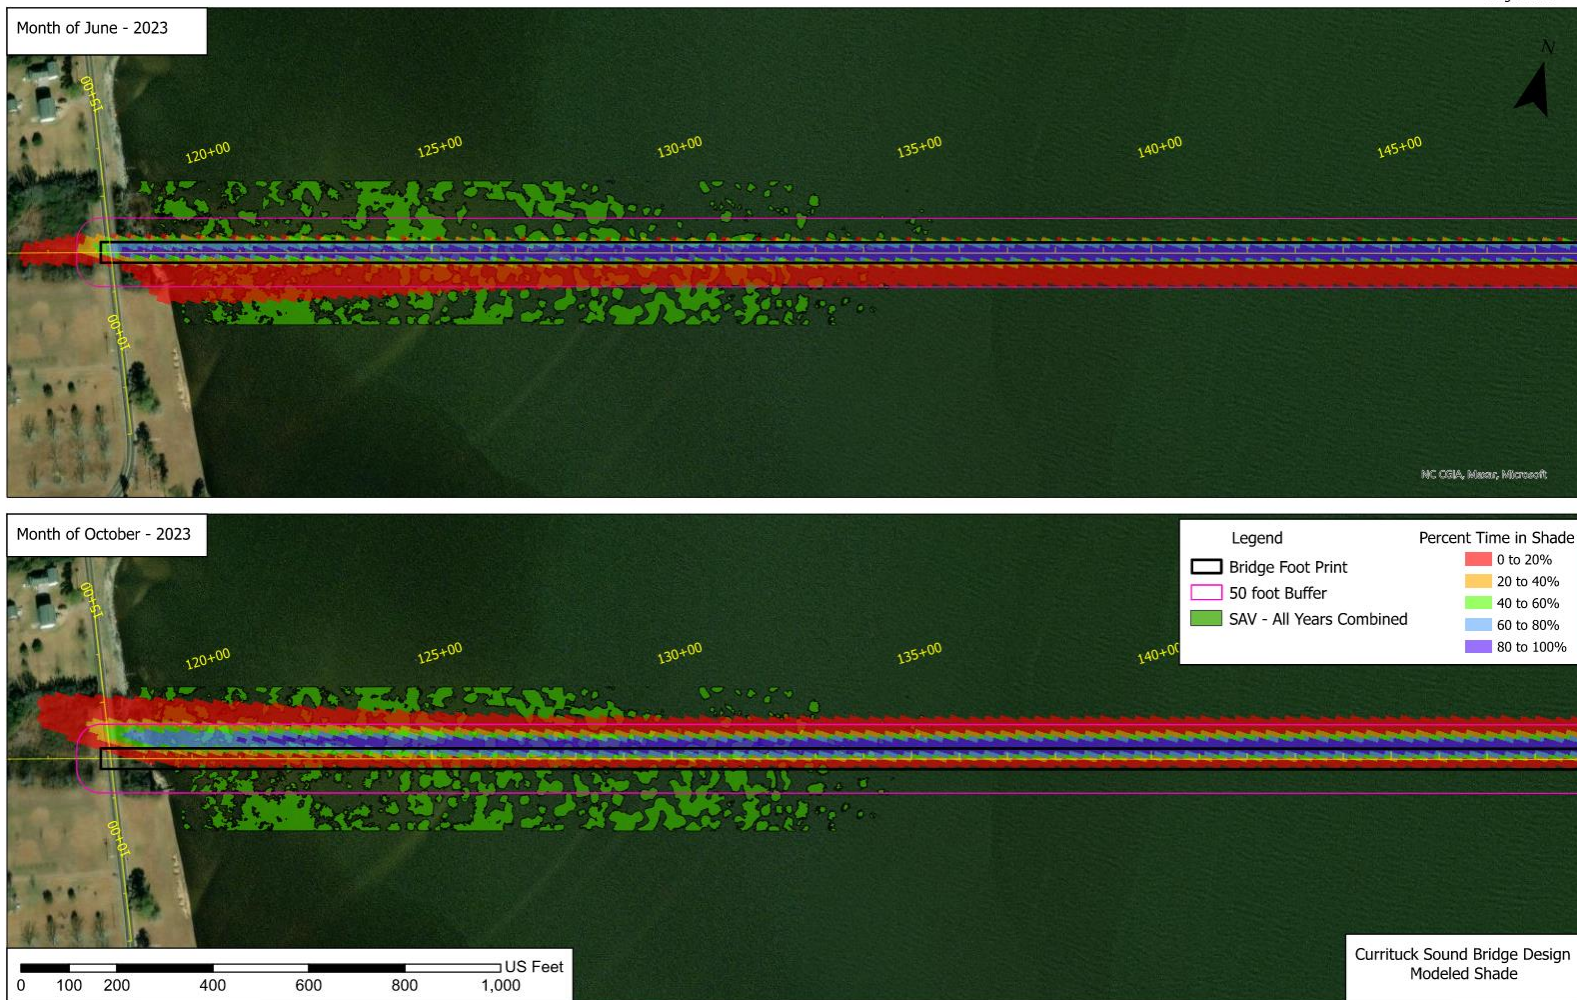 Month of June - 2023
N
15+00
120+00
125+00
130+00
135+00
140+00
145+00
10+00
NC CGIA, Maxar, Microsoft
Month of October - 2023
Legend
Bridge Foot Print
50 foot Buffer
SAV - All Years Combined
Percent Time in Shade
0 to 20%
20 to 40%
40 to 60%
60 to 80%
80 to 100%
15+00
120+00
125+00
130+00
135+00
10+00
US Feet
0 100 200 400 600 800 1,000
Currituck Sound Bridge Design
Modeled Shade